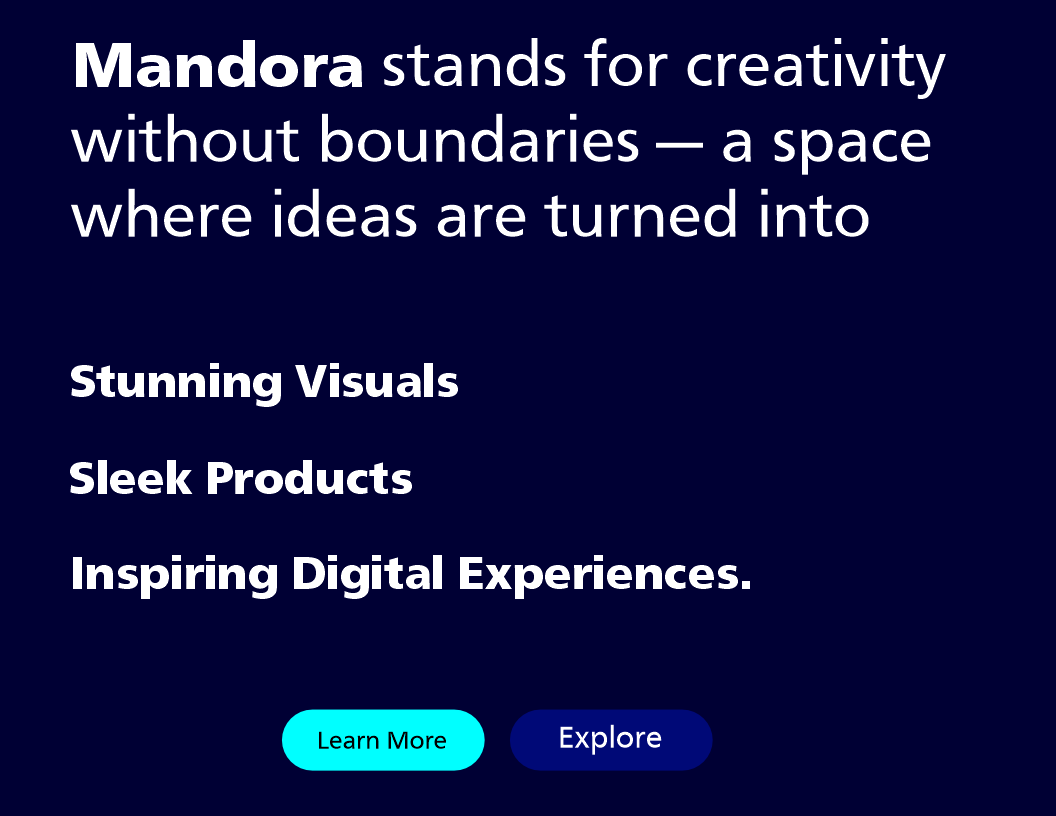 Mandora stands for creativity
without boundaries — a space
where ideas are turned into
Stunning Visuals
Sleek Products
Inspiring Digital Experiences.
Learn More
Explore